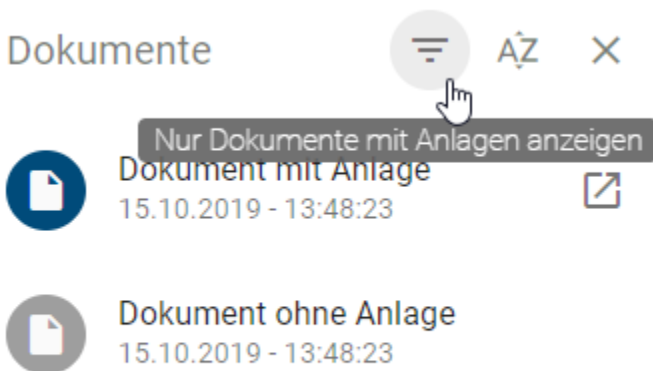 Dokumente
AZ
Nur Dokumente mit Anlagen anzeigen
Dokument mit Anlage
15.10.2019 - 13:48:23
Dokument ohne Anlage
15.10.2019 - 13:48:23